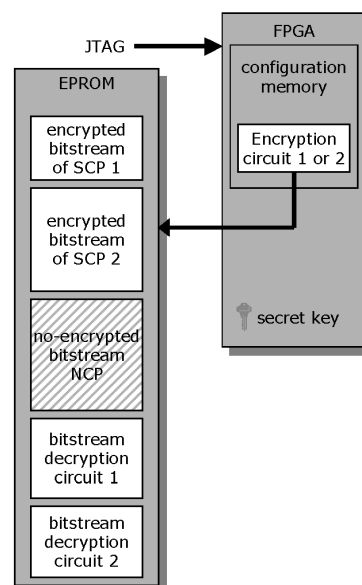 JTAG
FPGA
configuration
memory
Encryption
circuit 1 or 2
secret key
EPROM
encrypted
bitstream
of SCP 1
encrypted
bitstream
of SCP 2
no-encrypted
bitstream
NCP
bitstream
decryption
circuit 1
bitstream
decryption
circuit 2